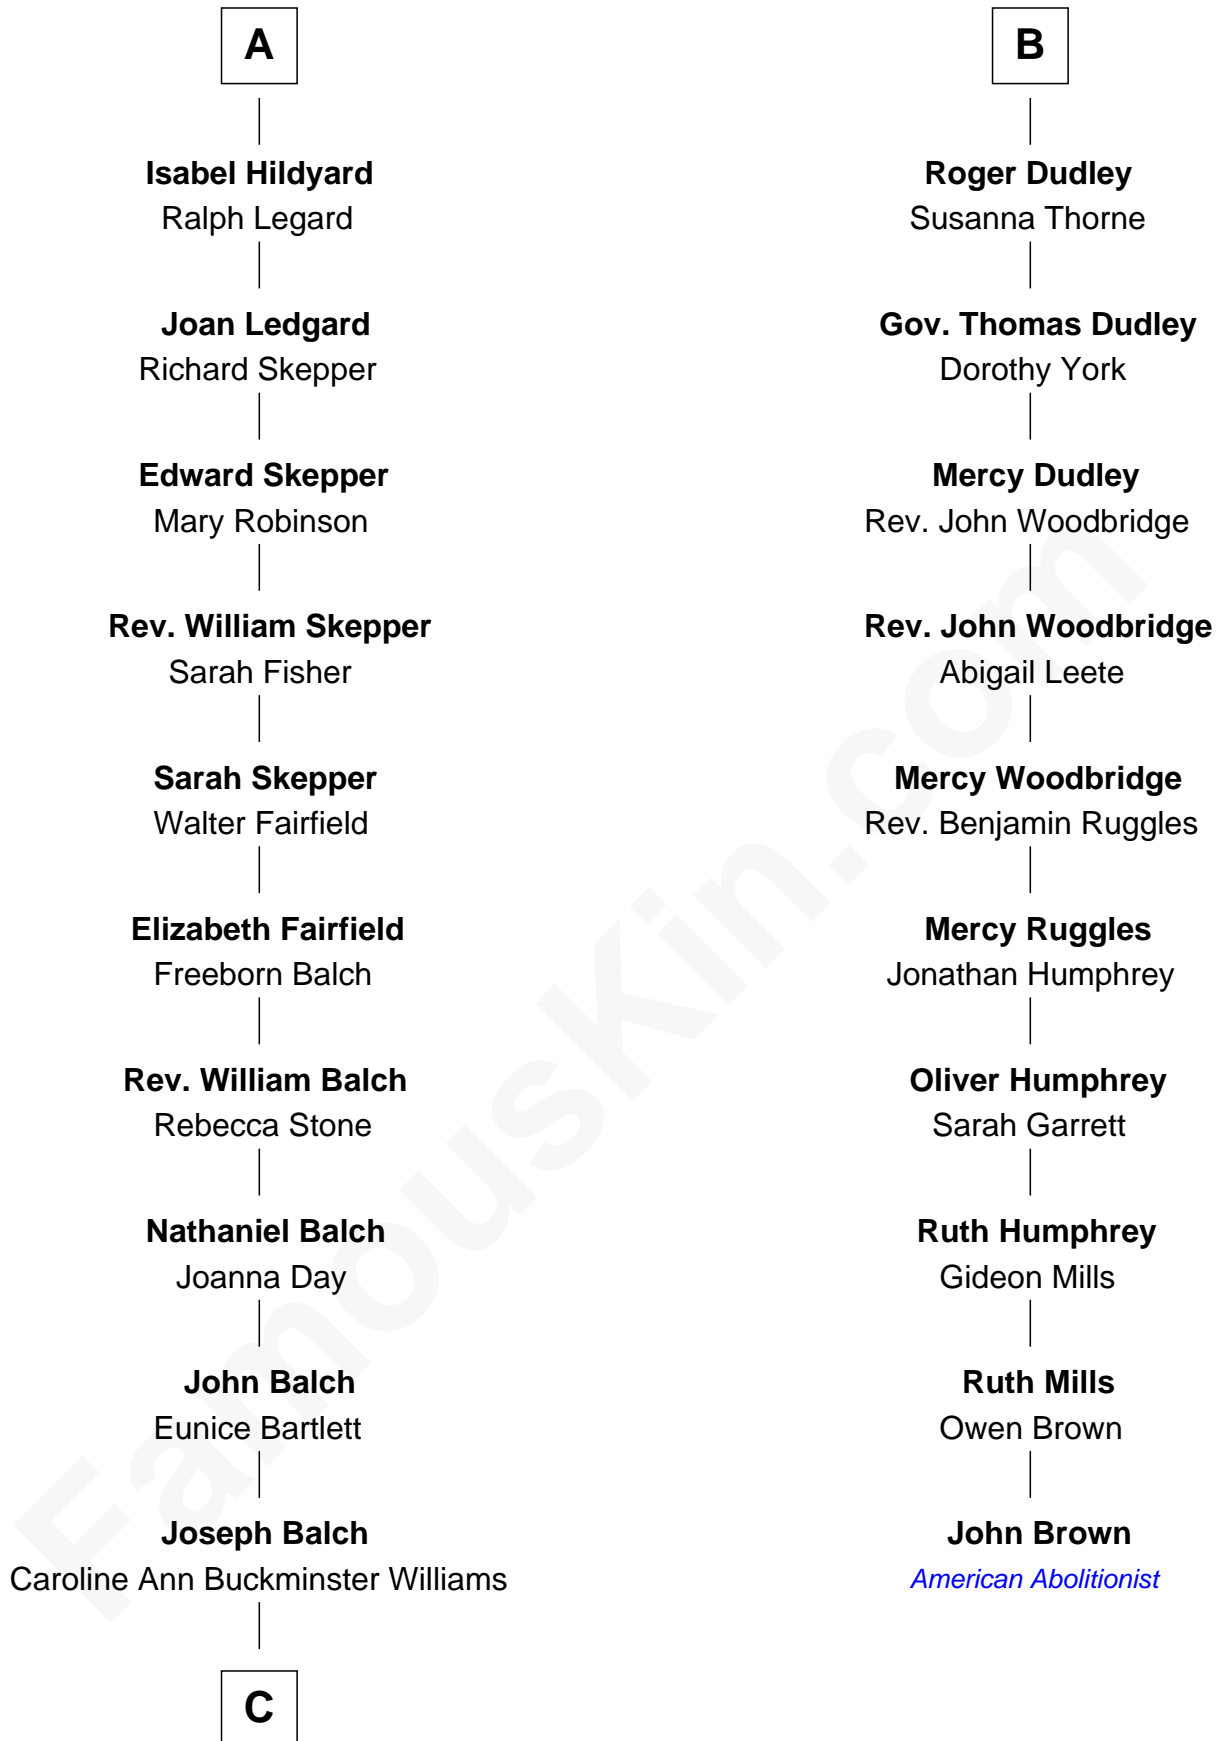 A
Isabel Hildyard
Ralph Legard
Joan Ledgard
Richard Skepper
Edward Skepper
Mary Robinson
Rev. William Skepper
Sarah Fisher
Sarah Skepper
Walter Fairfield
Elizabeth Fairfield
Freeborn Balch
Rev. William Balch
Rebecca Stone
Nathaniel Balch
Joanna Day
John Balch
Eunice Bartlett
Joseph Balch
Caroline Ann Buckminster Williams
C
B
Roger Dudley
Susanna Thorne
Gov. Thomas Dudley
Dorothy York
Mercy Dudley
Rev. John Woodbridge
Rev. John Woodbridge
Abigail Leete
Mercy Woodbridge
Rev. Benjamin Ruggles
Mercy Ruggles
Jonathan Humphrey
Oliver Humphrey
Sarah Garrett
Ruth Humphrey
Gideon Mills
Ruth Mills
Owen Brown
John Brown
American Abolitionist
FamousKin.com